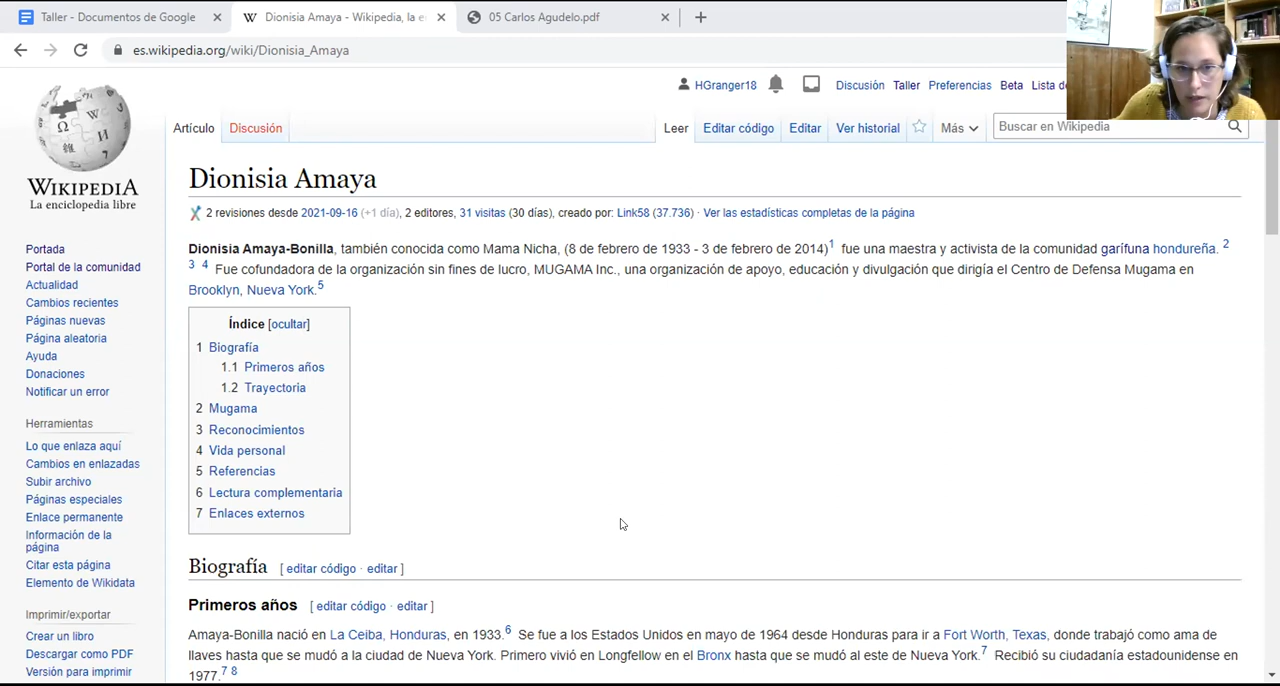 Taller - Documentos de Google
Dionisia Amaya - Wikipedia, la e
05 Carlos Agudelo.pdf
es.wikipedia.org/wiki/Dionisia_Amaya
HGranger18 Discusión Taller Preferencias Beta Lista de
WIKIPEDIA
La enciclopedia libre
Artículo Discusión Leer Editar código Editar Ver historial Más Buscar en Wikipedia
Dionisia Amaya
2 revisiones desde 2021-09-16 (+1 día), 2 editores, 31 visitas (30 días), creado por: Link58 (37.736) · Ver las estadísticas completas de la página
Dionisia Amaya-Bonilla, también conocida como Mama Nicha, (8 de febrero de 1933 - 3 de febrero de 2014)1 fue una maestra y activista de la comunidad garífuna hondureña. 2
3 4 Fue cofundadora de la organización sin fines de lucro, MUGAMA Inc., una organización de apoyo, educación y divulgación que dirigía el Centro de Defensa Mugama en
Brooklyn, Nueva York.5
Índice [ocultar]
1 Biografía
1.1 Primeros años
1.2 Trayectoria
2 Mugama
3 Reconocimientos
4 Vida personal
5 Referencias
6 Lectura complementaria
7 Enlaces externos
Biografía [ editar código · editar ]
Primeros años [ editar código · editar ]
Amaya-Bonilla nació en La Ceiba, Honduras, en 1933.6 Se fue a los Estados Unidos en mayo de 1964 desde Honduras para ir a Fort Worth, Texas, donde trabajó como ama de
llaves hasta que se mudó a la ciudad de Nueva York. Primero vivió en Longfellow en el Bronx hasta que se mudó al este de Nueva York.7 Recibió su ciudadanía estadounidense en
1977.7 8
Portada
Portal de la comunidad
Actualidad
Cambios recientes
Páginas nuevas
Página aleatoria
Ayuda
Donaciones
Notificar un error
Herramientas
Lo que enlaza aquí
Cambios en enlazadas
Subir archivo
Páginas especiales
Enlace permanente
Información de la
página
Citar esta página
Elemento de Wikidata
Imprimir/exportar
Crear un libro
Descargar como PDF
Versión para imprimir